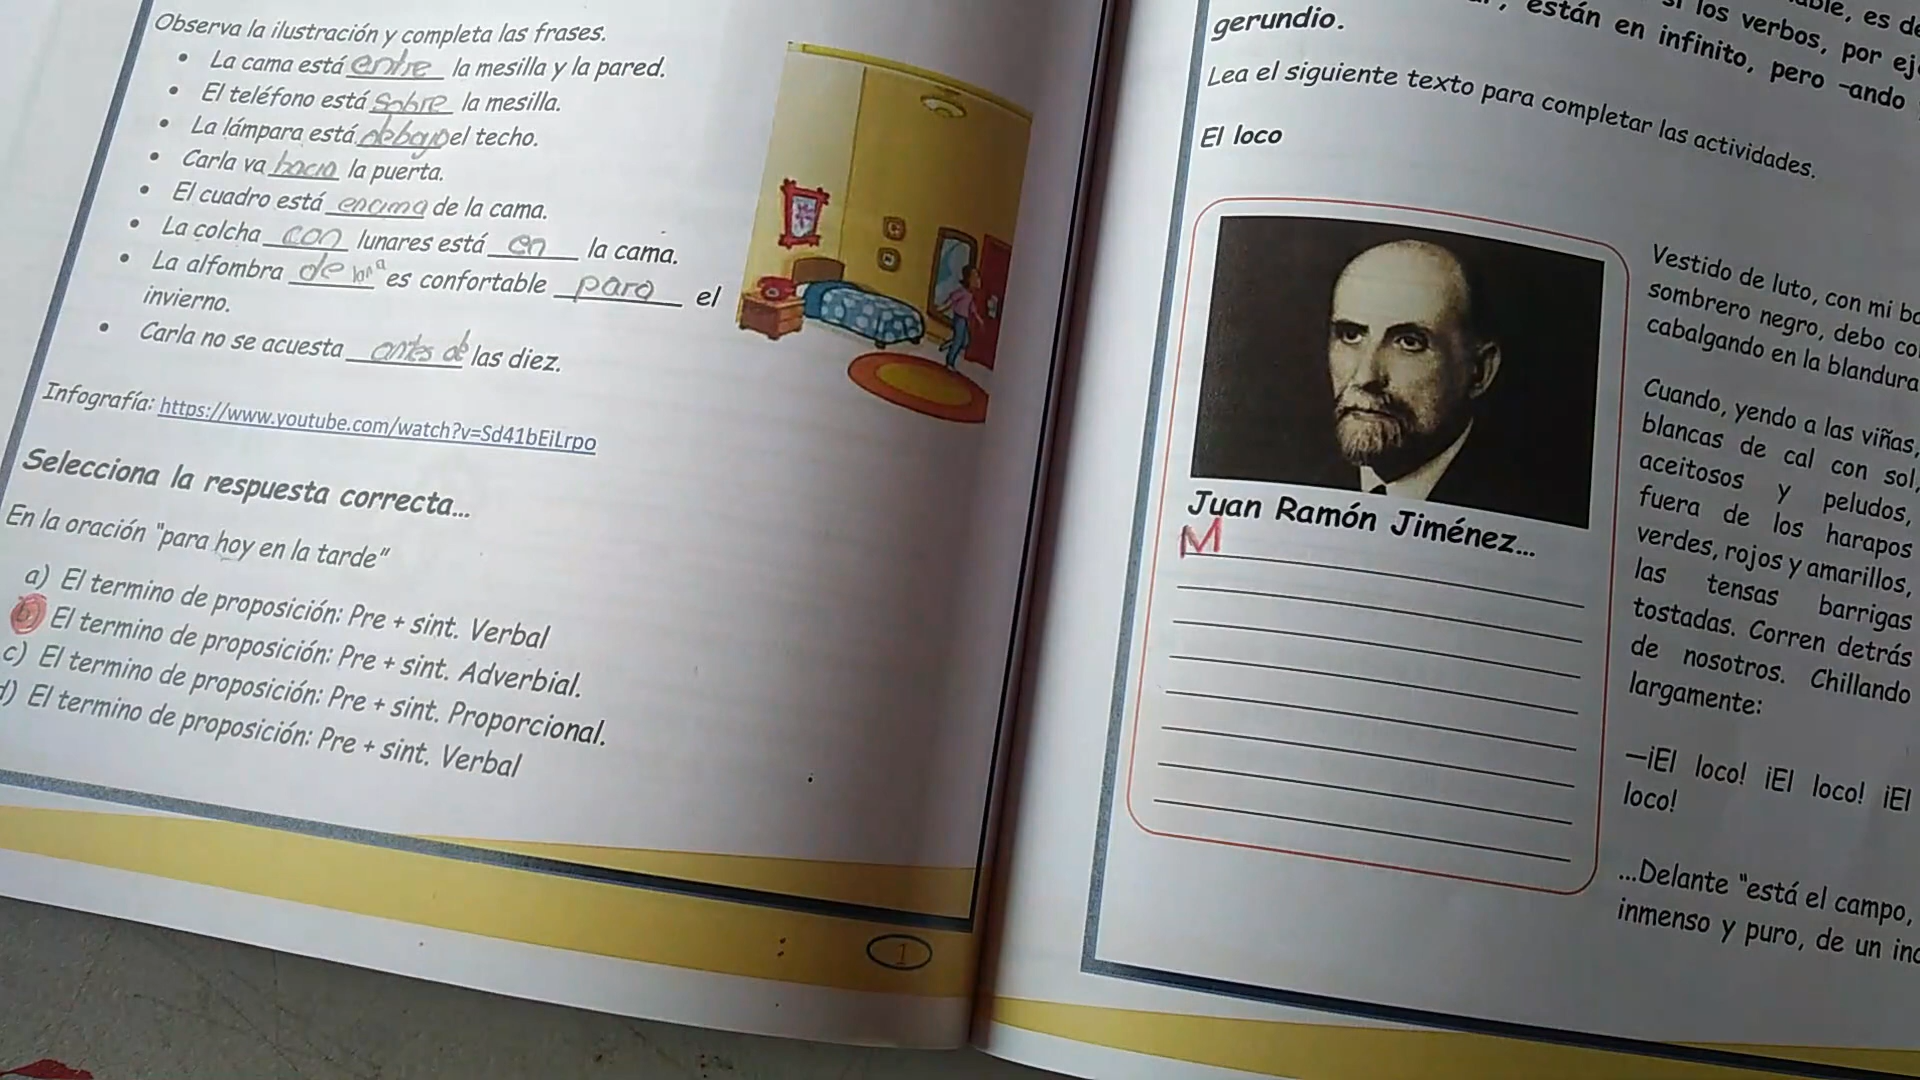 Observa la ilustración y completa las frases.
• La cama está entre la mesilla y la pared.
• El teléfono está sobre la mesilla.
• La lámpara está debajo del techo.
• Carla va hacia la puerta.
• El cuadro está encima de la cama.
• La colcha con lunares está en la cama.
• La alfombra de lana es confortable para el
invierno.
• Carla no se acuesta antes de las diez.
Infografía: https://www.youtube.com/watch?v=Sd41bEiLrpo
Selecciona la respuesta correcta...
En la oración "para hoy en la tarde"
a) El termino de proposición: Pre + sint. Verbal
b) El termino de proposición: Pre + sint. Adverbial.
c) El termino de proposición: Pre + sint. Proporcional.
d) El termino de proposición: Pre + sint. Verbal
1
es de
los verbos, por
están en infinito, pero -ando
gerundio.
Lea el siguiente texto para completar las actividades.
El loco
Juan Ramón Jiménez...
M
Vestido de luto, con mi
sombrero negro, debo
cabalgando en la blandura
Cuando, yendo a las viñas,
blancas de cal con sol,
aceitosos y peludos,
fuera de los harapos
verdes, rojos y amarillos,
las tensas barrigas
tostadas. Corren detrás
de nosotros. Chillando
largamente:
—¡El loco! ¡El loco! ¡El
loco!
...Delante "está el campo,
inmenso y puro, de un